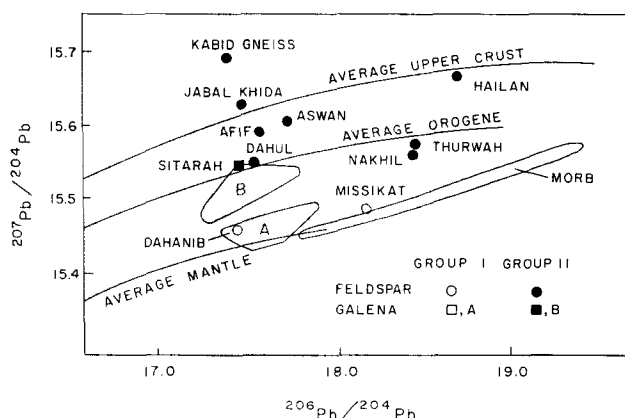 KABID GNEISS
15.7
AVERAGE UPPER CRUST
JABAL KHIDA
HAILAN
AFIF
ASWAN
15.6
AVERAGE OROGENE
DAHUL
THURWAH
SITARAH
NAKHIL
B
MISSIKAT
MORB
15.5
DAHANIB
A
15.4
AVERAGE MANTLE
GROUP I GROUP II
FELDSPAR
GALENA , A , B
17.0 18.0 19.0
206Pb/204Pb
207Pb/204Pb